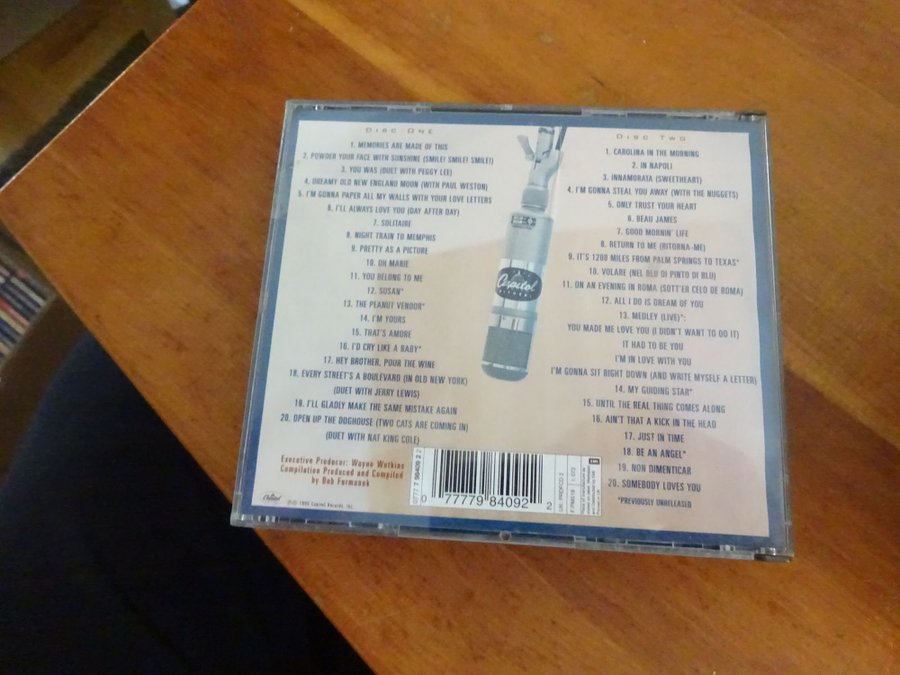 DISC ONE
1. MEMORIES ARE MADE OF THIS
2. POWDER YOUR FACE WITH SUNSHINE (SMILE! SMILE! SMILE!)
3. YOU WAS (DUET WITH PEGGY LEE)
4. DREAMY OLD NEW ENGLAND MOON (WITH PAUL WESTON)
5. I'M GONNA PAPER ALL MY WALLS WITH YOUR LOVE LETTERS
6. I'LL ALWAYS LOVE YOU (DAY AFTER DAY)
7. SOLITAIRE
8. NIGHT TRAIN TO MEMPHIS
9. PRETTY AS A PICTURE
10. OH MARIE
11. YOU BELONG TO ME
12. SUSAN*
13. THE PEANUT VENDOR*
14. I'M YOURS
15. THAT'S AMORE
16. I'D CRY LIKE A BABY*
17. HEY BROTHER, POUR THE WINE
18. EVERY STREET'S A BOULEVARD (IN OLD NEW YORK)
(DUET WITH JERRY LEWIS)
19. I'LL GLADLY MAKE THE SAME MISTAKE AGAIN
20. OPEN UP THE DOGHOUSE (TWO CATS ARE COMING IN)
(DUET WITH NAT KING COLE)
Executive Producer: Wayne Watkins
Compilation Produced and Compiled
by Bob Furmanek
Capitol
Capitol
DISC TWO
1. CAROLINA IN THE MORNING
2. IN NAPOLI
3. INNAMORATA (SWEETHEART)
4. I'M GONNA STEAL YOU AWAY (WITH THE NUGGETS)
5. ONLY TRUST YOUR HEART
6. BEAU JAMES
7. GOOD MORNIN' LIFE
8. RETURN TO ME (RITORNA-ME)
9. IT'S 1200 MILES FROM PALM SPRINGS TO TEXAS*
10. VOLARE (NEL BLU DI PINTO DI BLU)
11. ON AN EVENING IN ROMA (SOTT'ER CELO DE ROMA)
12. ALL I DO IS DREAM OF YOU
13. MEDLEY (LIVE)*:
YOU MADE ME LOVE YOU (I DIDN'T WANT TO DO IT)
IT HAD TO BE YOU
I'M IN LOVE WITH YOU
I'M GONNA SIT RIGHT DOWN (AND WRITE MYSELF A LETTER)
14. MY GUIDING STAR*
15. UNTIL THE REAL THING COMES ALONG
16. AIN'T THAT A KICK IN THE HEAD
17. JUST IN TIME
18. BE AN ANGEL*
19. NON DIMENTICAR
20. SOMEBODY LOVES YOU
*PREVIOUSLY UNRELEASED
0 77779 84092 2
0777 7 98409 2 2